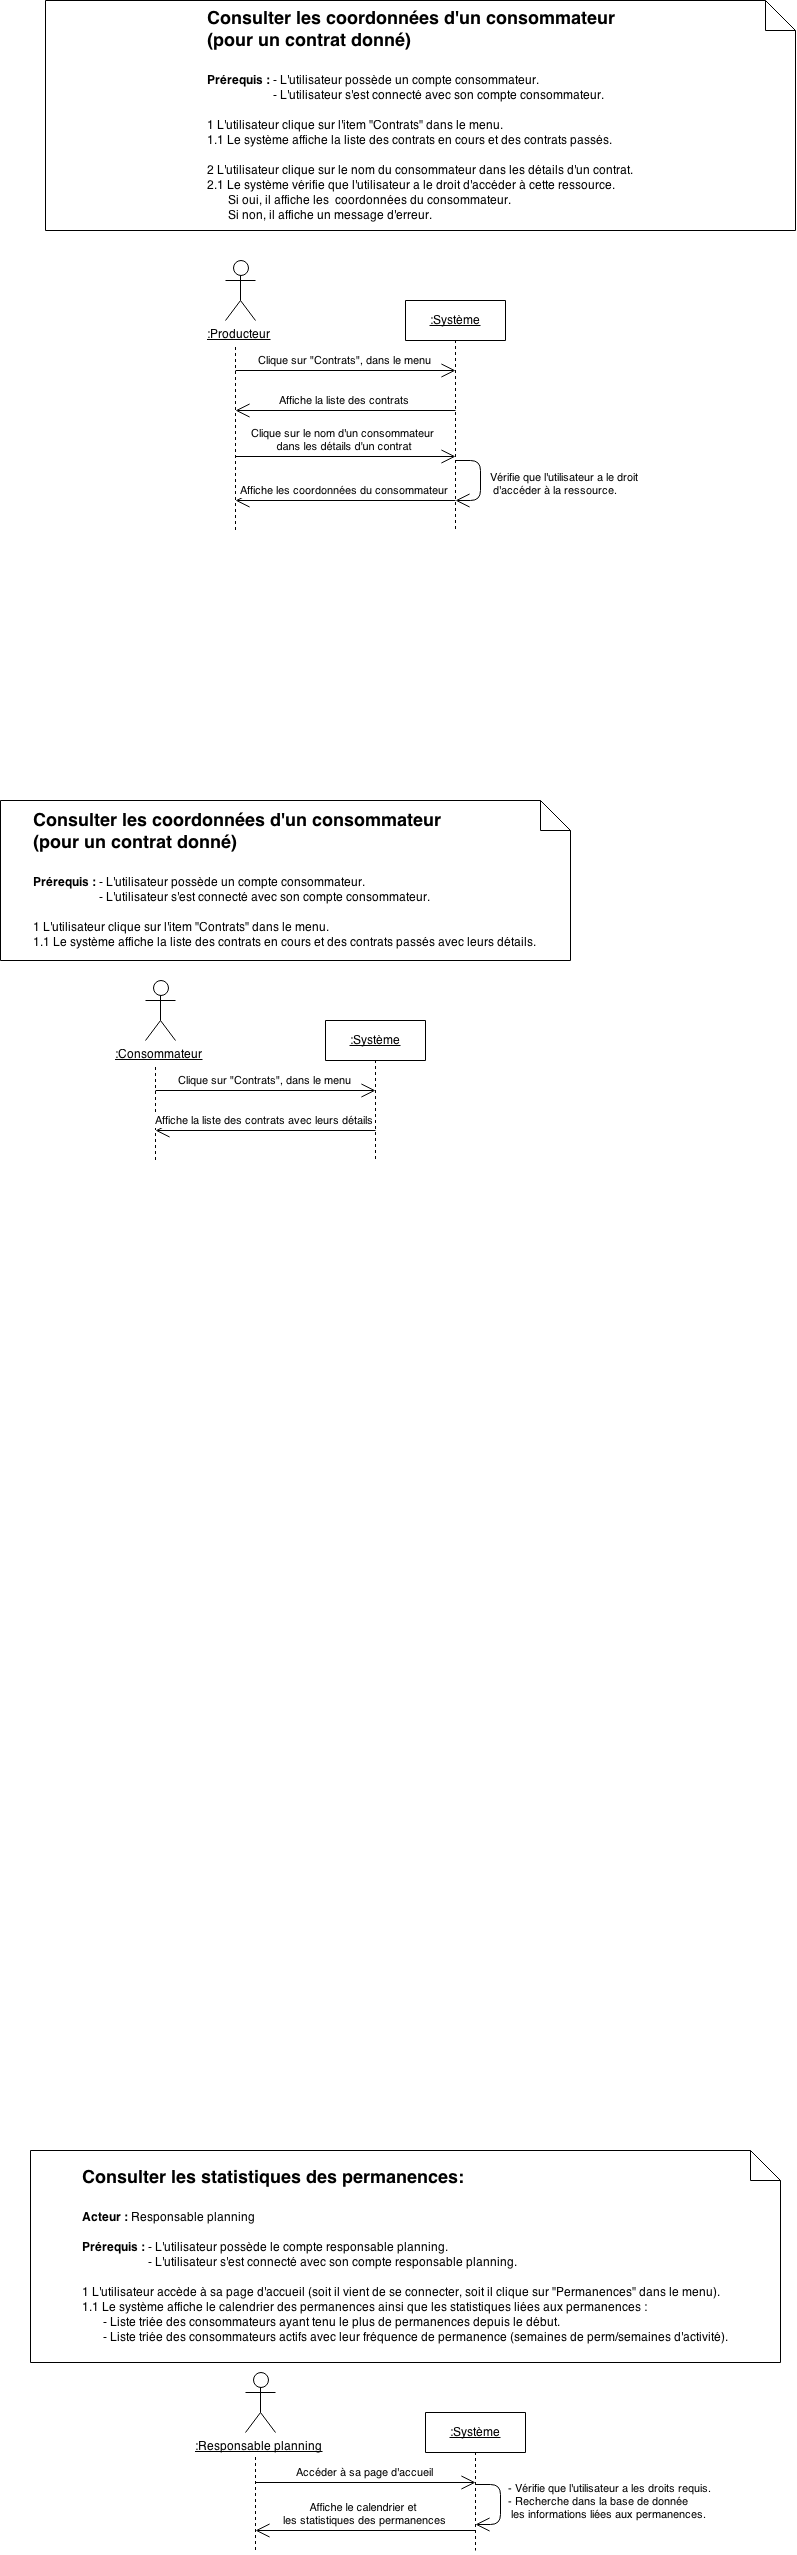 Consulter les coordonnées d'un consommateur
(pour un contrat donné)
Prérequis : - L'utilisateur possède un compte consommateur.
- L'utilisateur s'est connecté avec son compte consommateur.
1 L'utilisateur clique sur l'item "Contrats" dans le menu.
1.1 Le système affiche la liste des contrats en cours et des contrats passés.
2 L'utilisateur clique sur le nom du consommateur dans les détails d'un contrat.
2.1 Le système vérifie que l'utilisateur a le droit d'accéder à cette ressource.
Si oui, il affiche les  coordonnées du consommateur.
Si non, il affiche un message d'erreur.
:Producteur
:Système
Clique sur "Contrats", dans le menu
Affiche la liste des contrats
Clique sur le nom d'un consommateur
dans les détails d'un contrat
Vérifie que l'utilisateur a le droit
d'accéder à la ressource.
Affiche les coordonnées du consommateur
Consulter les coordonnées d'un consommateur
(pour un contrat donné)
Prérequis : - L'utilisateur possède un compte consommateur.
- L'utilisateur s'est connecté avec son compte consommateur.
1 L'utilisateur clique sur l'item "Contrats" dans le menu.
1.1 Le système affiche la liste des contrats en cours et des contrats passés avec leurs détails.
:Consommateur
:Système
Clique sur "Contrats", dans le menu
Affiche la liste des contrats avec leurs détails
Consulter les statistiques des permanences:
Acteur : Responsable planning
Prérequis : - L'utilisateur possède le compte responsable planning.
- L'utilisateur s'est connecté avec son compte responsable planning.
1 L'utilisateur accède à sa page d'accueil (soit il vient de se connecter, soit il clique sur "Permanences" dans le menu).
1.1 Le système affiche le calendrier des permanences ainsi que les statistiques liées aux permanences :
- Liste triée des consommateurs ayant tenu le plus de permanences depuis le début.
- Liste triée des consommateurs actifs avec leur fréquence de permanence (semaines de perm/semaines d'activité).
:Responsable planning
:Système
Accéder à sa page d'accueil
- Vérifie que l'utilisateur a les droits requis.
- Recherche dans la base de donnée
les informations liées aux permanences.
Affiche le calendrier et
les statistiques des permanences